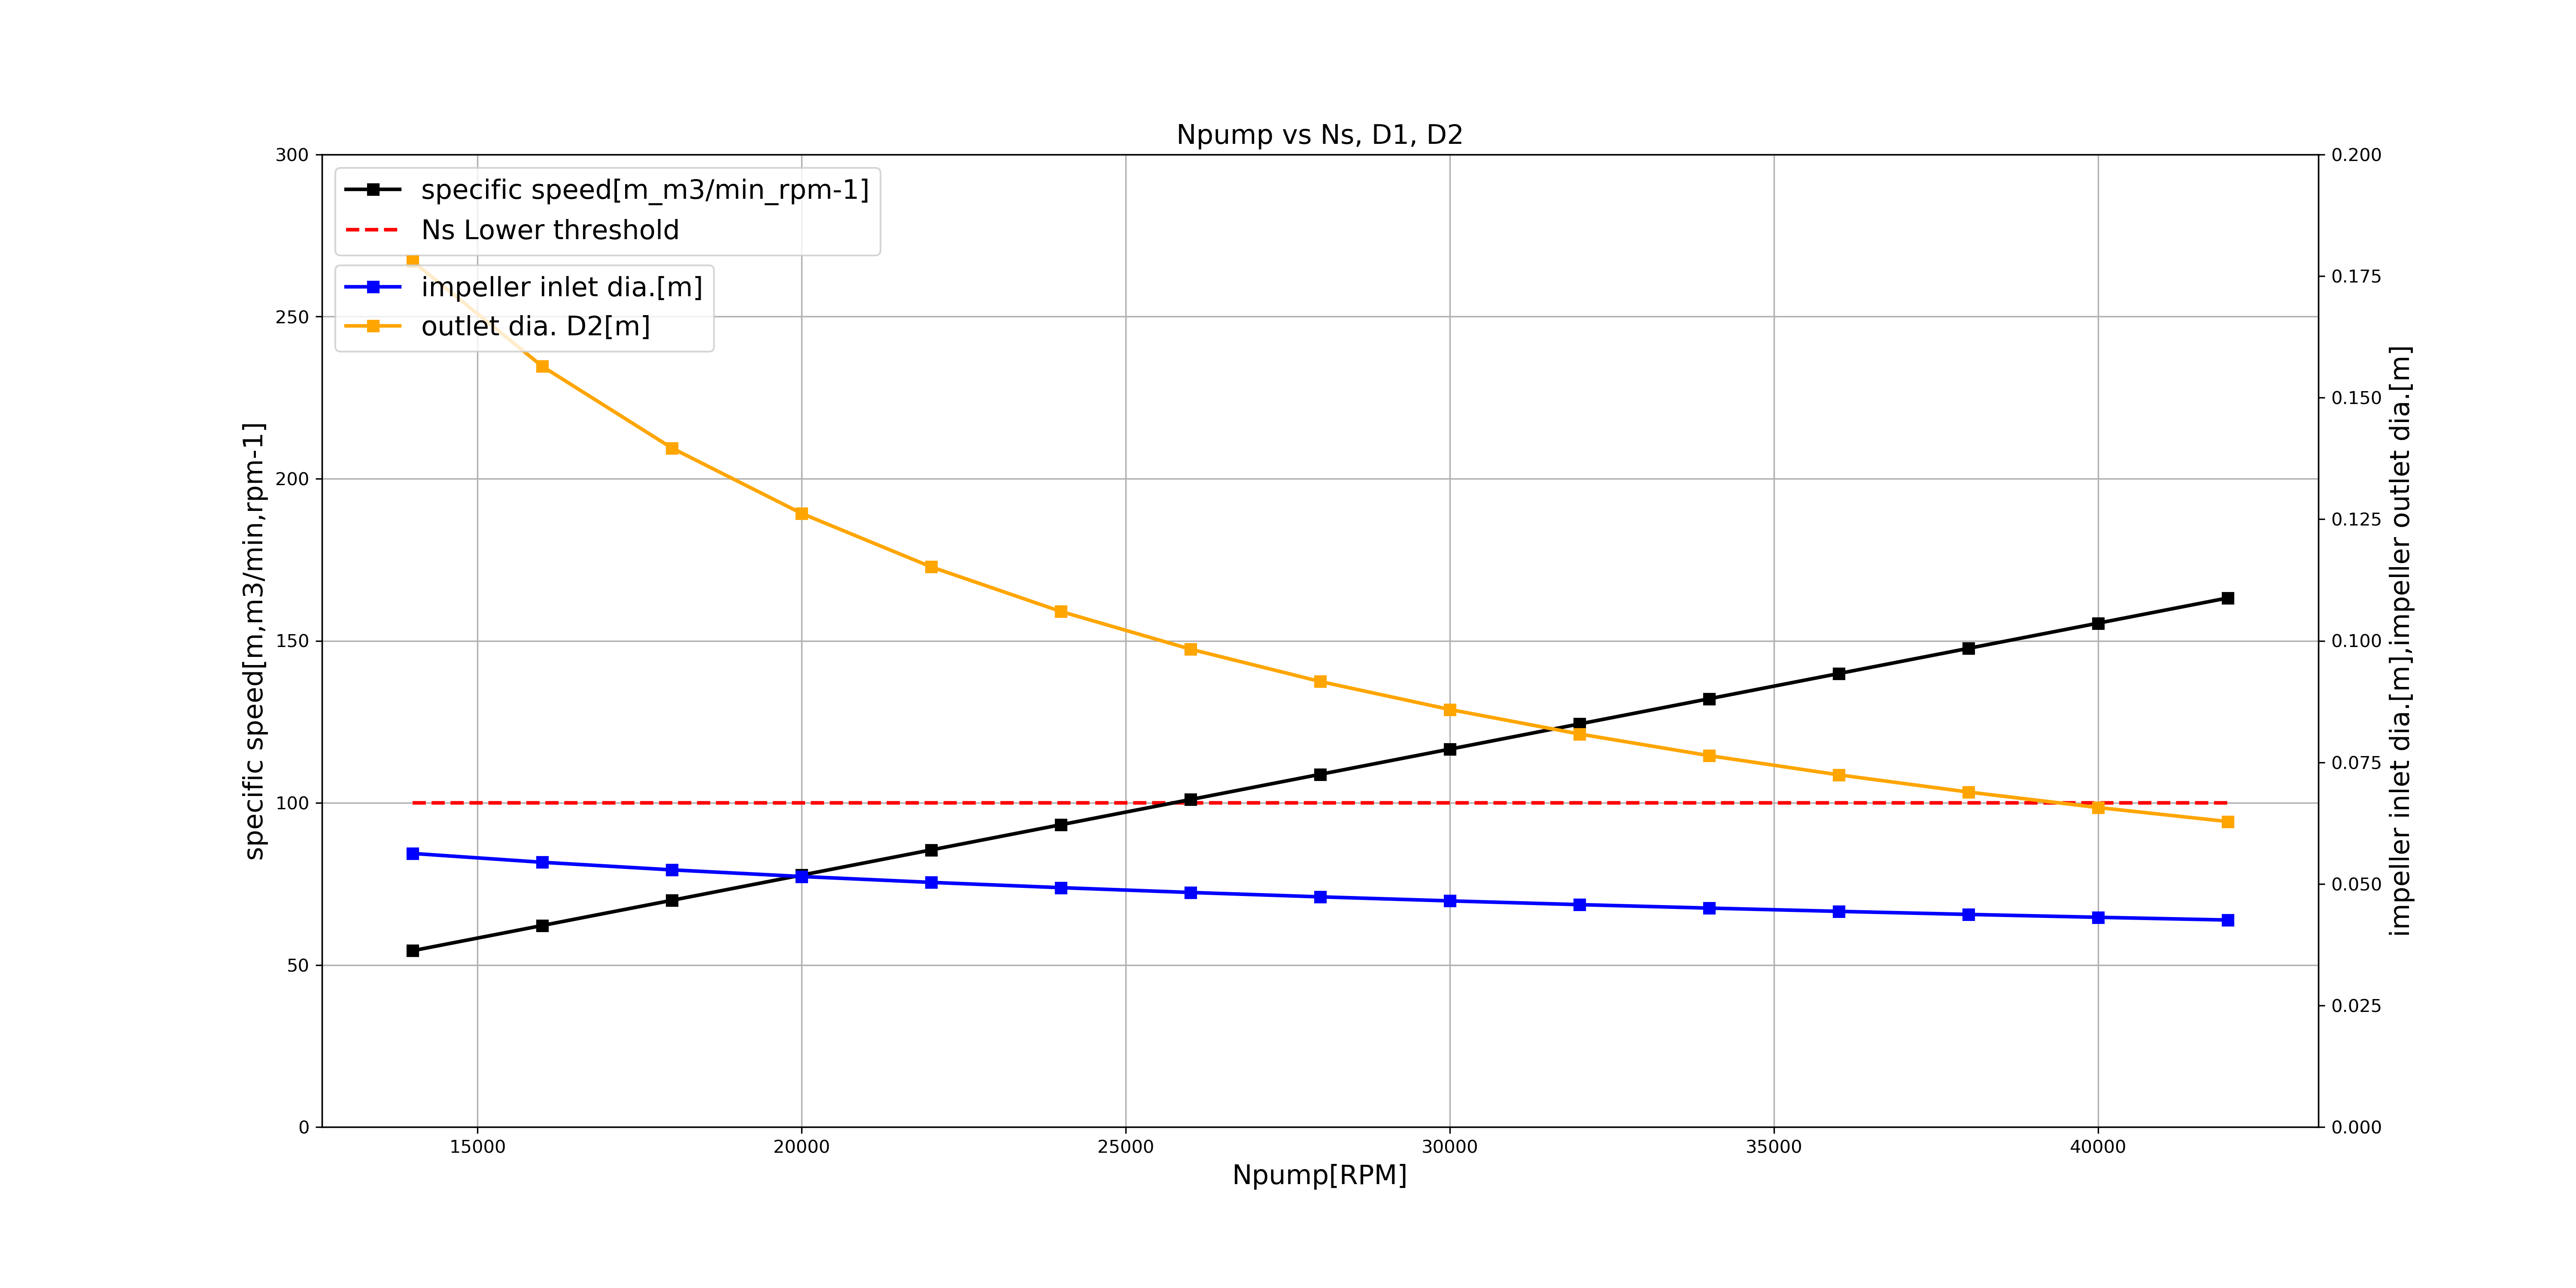 Npump vs Ns, D1, D2
specific speed[m_m3/min_rpm-1]
Ns Lower threshold
impeller inlet dia.[m]
outlet dia. D2[m]
specific speed[m,m3/min,rpm-1]
300
250
200
150
100
50
0
0.200
0.175
0.150
0.125
0.100
0.075
0.050
0.025
0.000
impeller inlet dia.[m],impeller outlet dia.[m]
15000
20000
25000
30000
35000
40000
Npump[RPM]